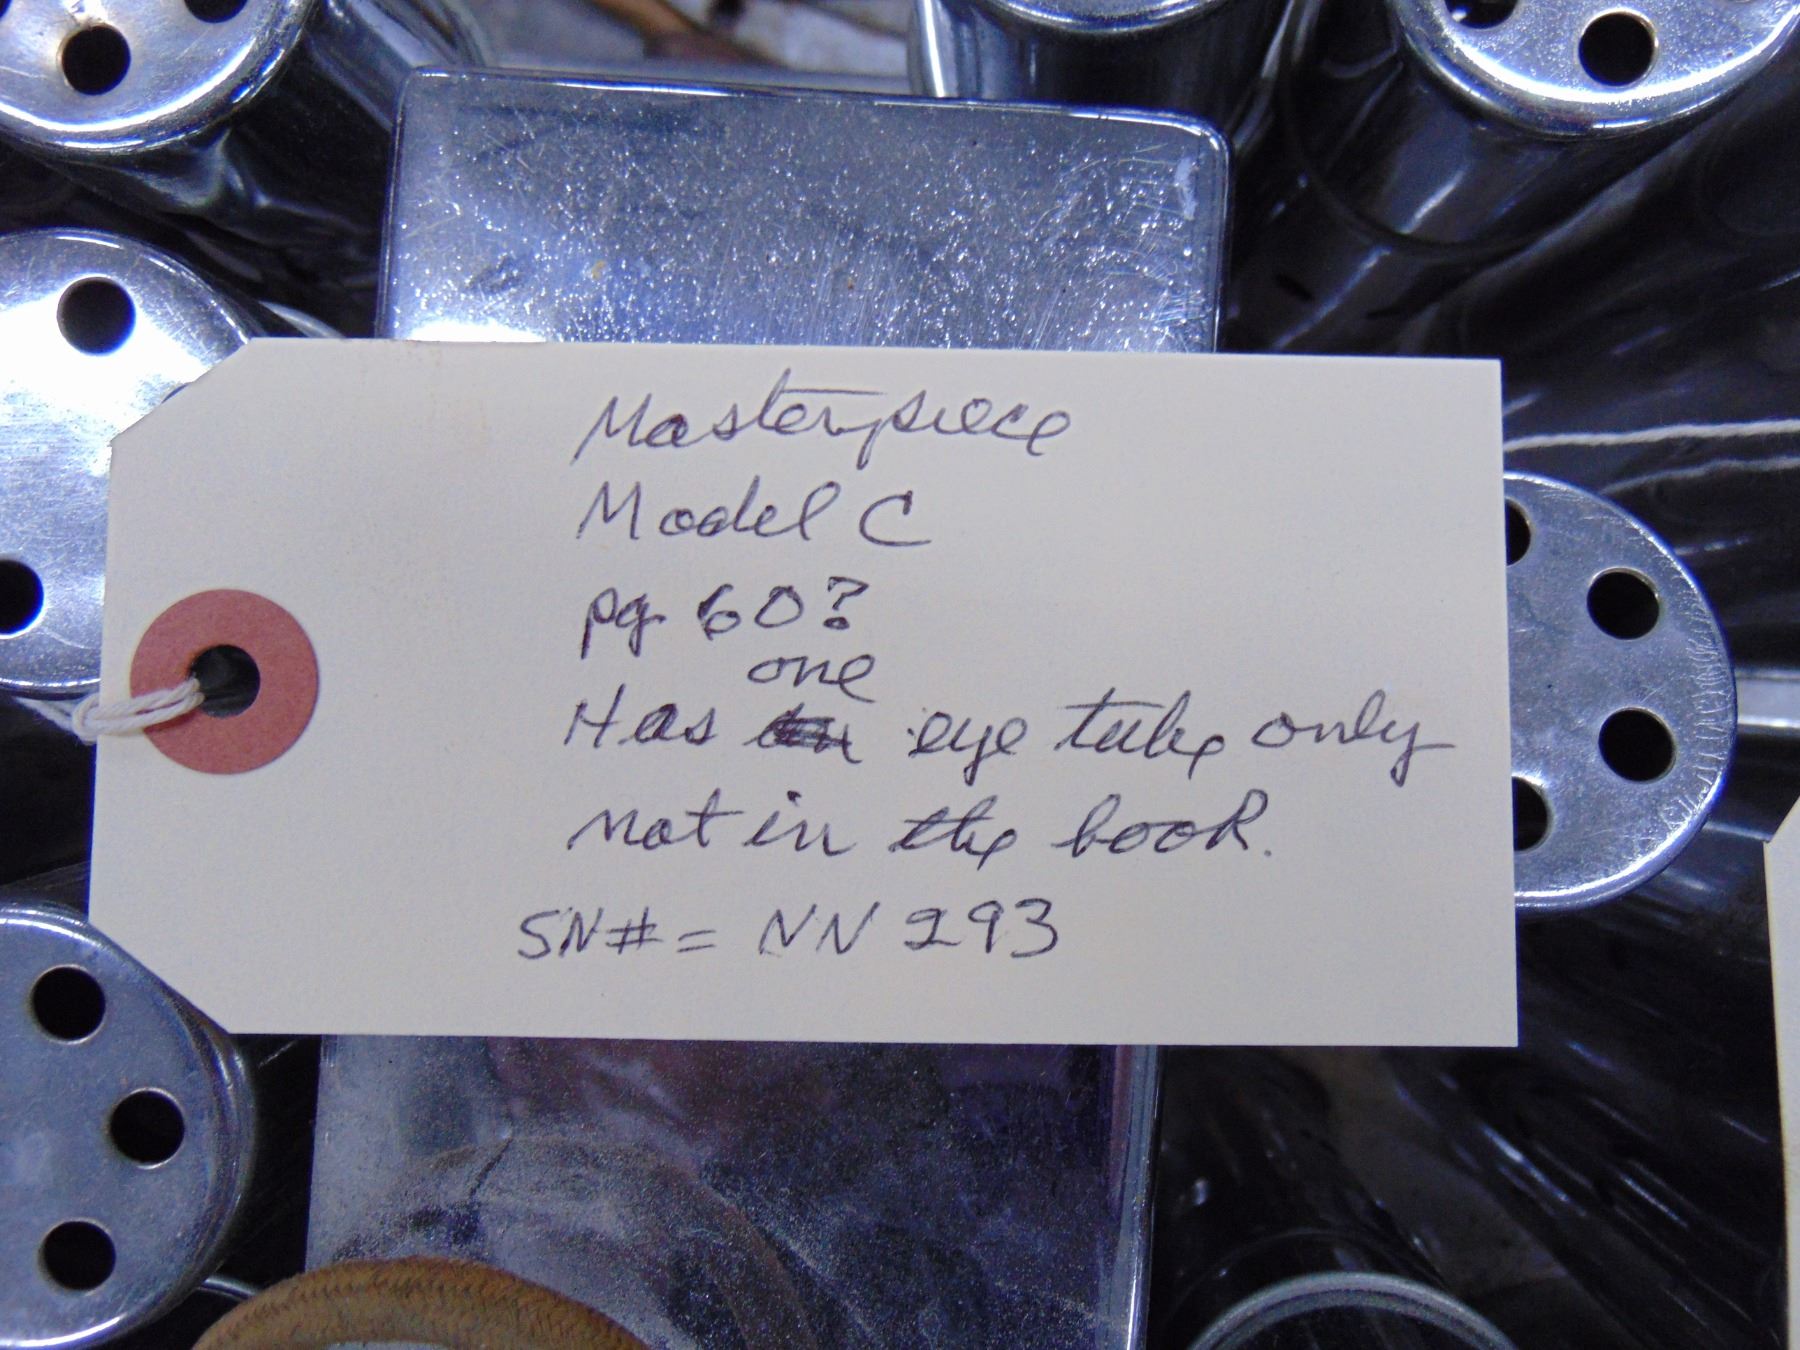 Masterpiece
Model C
pg 60?
one
Has eye tube only
not in the book.
SN# = NN 293